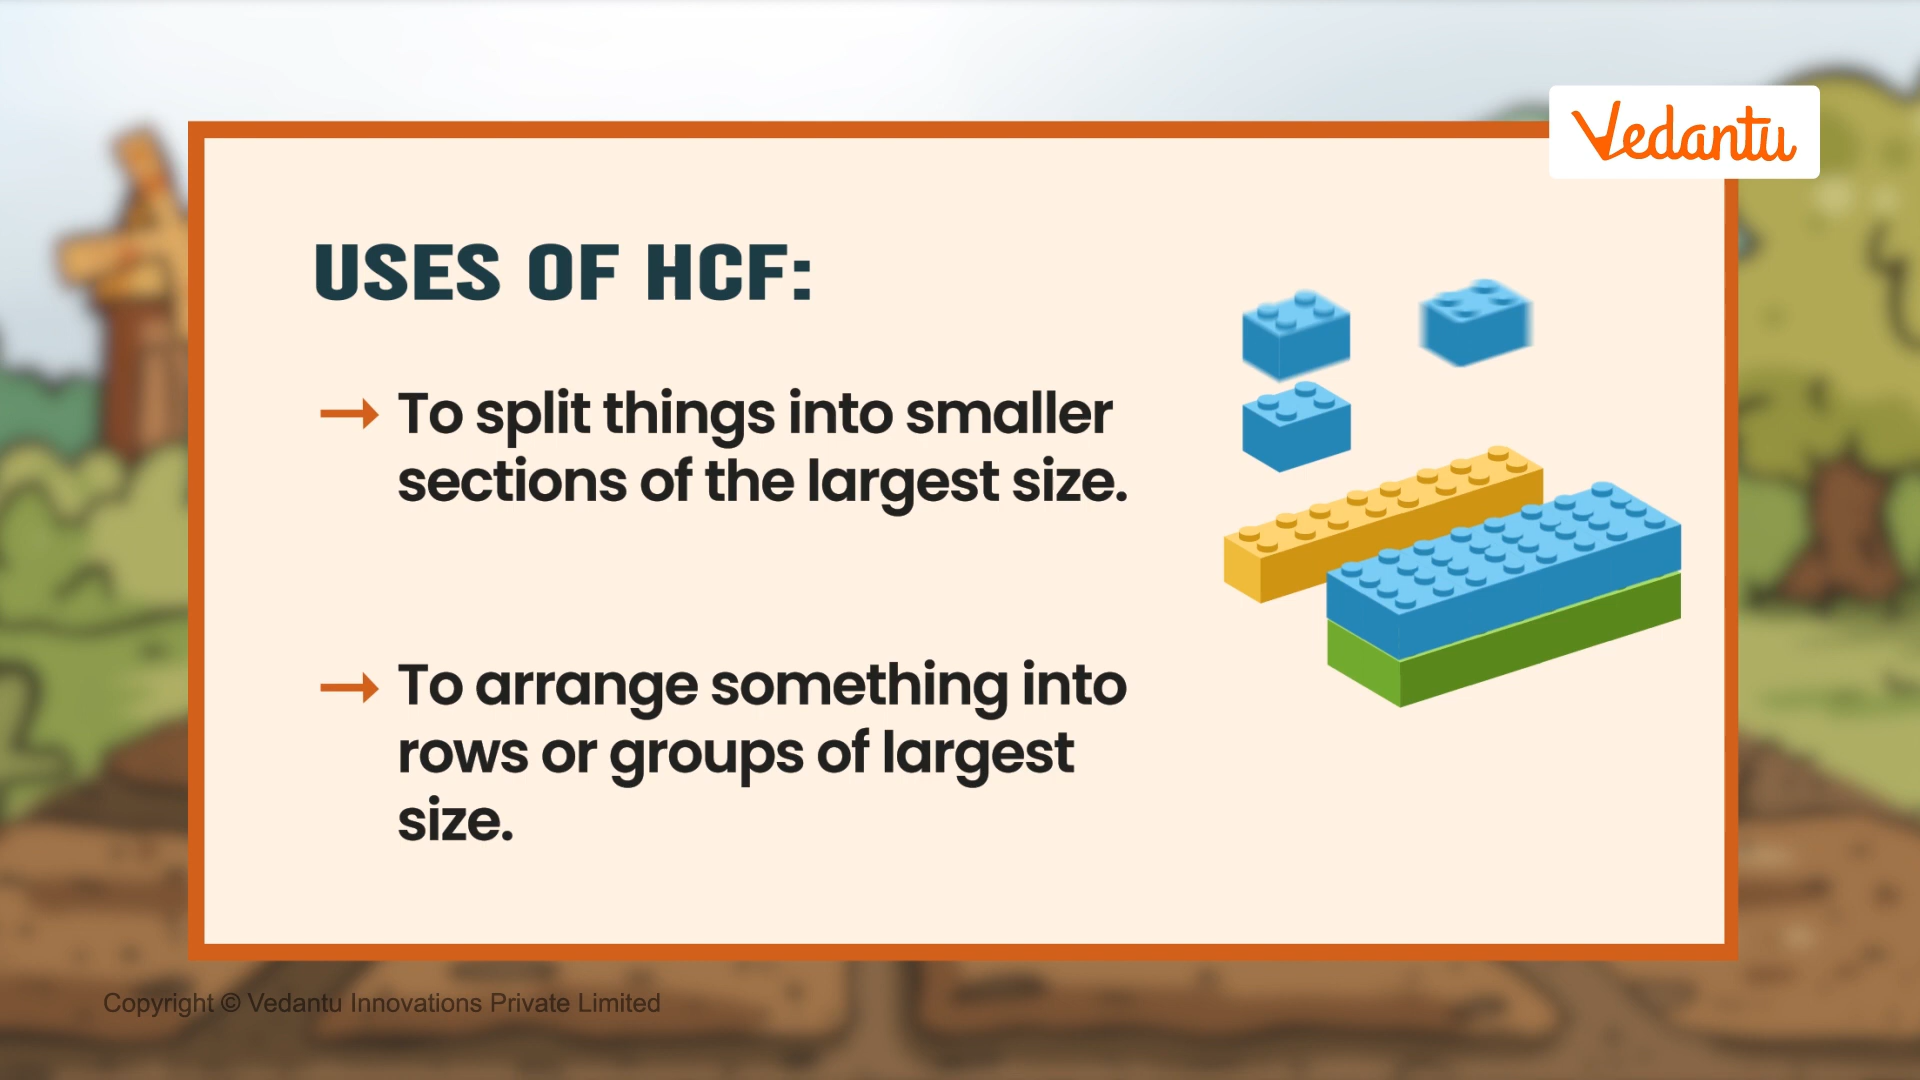 Vedantu
USES OF HCF:
→ To split things into smaller
sections of the largest size.
→ To arrange something into
rows or groups of largest
size.
Copyright © Vedantu Innovations Private Limited